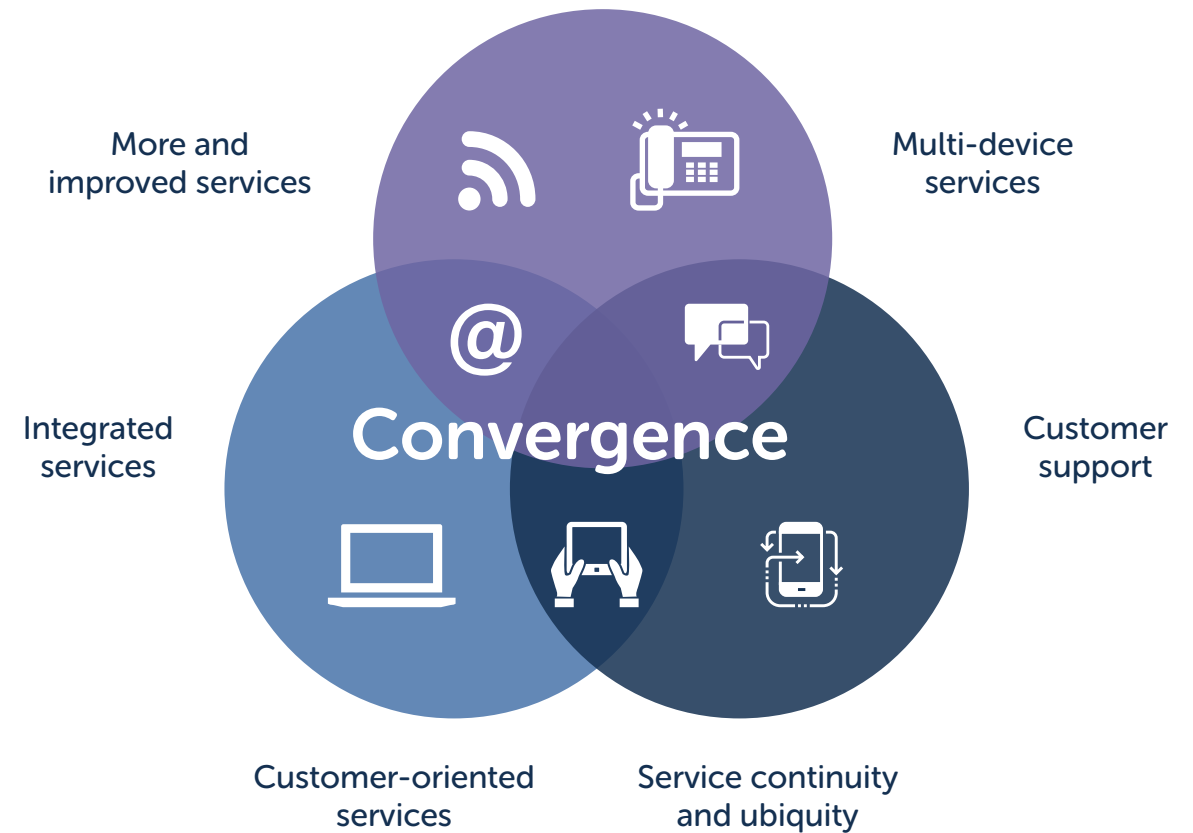 More and
improved services
Multi-device
services
@
Convergence
Integrated
services
Customer
support
Customer-oriented
services
Service continuity
and ubiquity